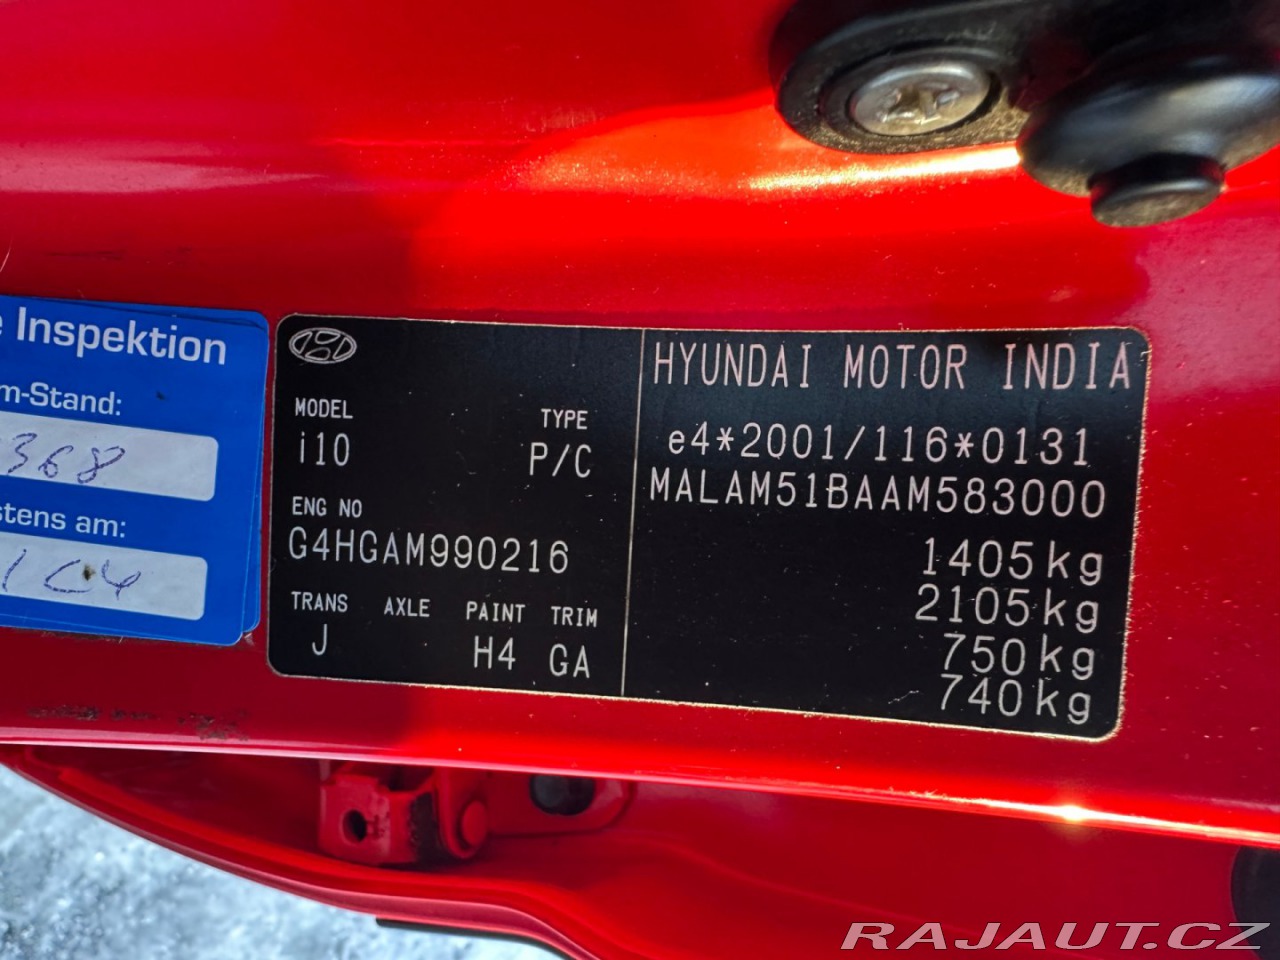 e Inspektion
m-Stand:
368
stens am:
HYUNDAI MOTOR INDIA
MODEL TYPE
i10 P/C
ENG NO
G4HGAM990216
TRANS AXLE PAINT TRIM
J H4 GA
e4*2001/116*0131
MALAM51BAAM583000
1405kg
2105kg
750kg
740kg
RAJAUT.CZ